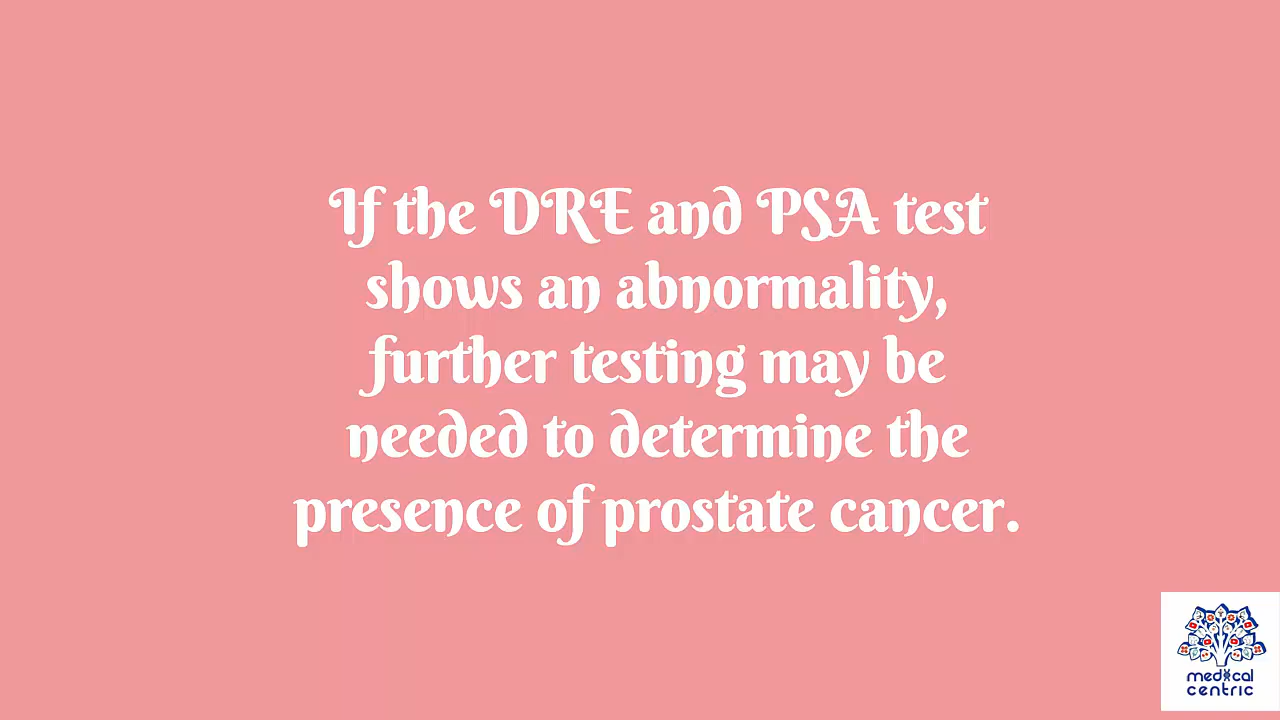 If the DRE and PSA test
shows an abnormality,
further testing may be
needed to determine the
presence of prostate cancer.
medical
centric